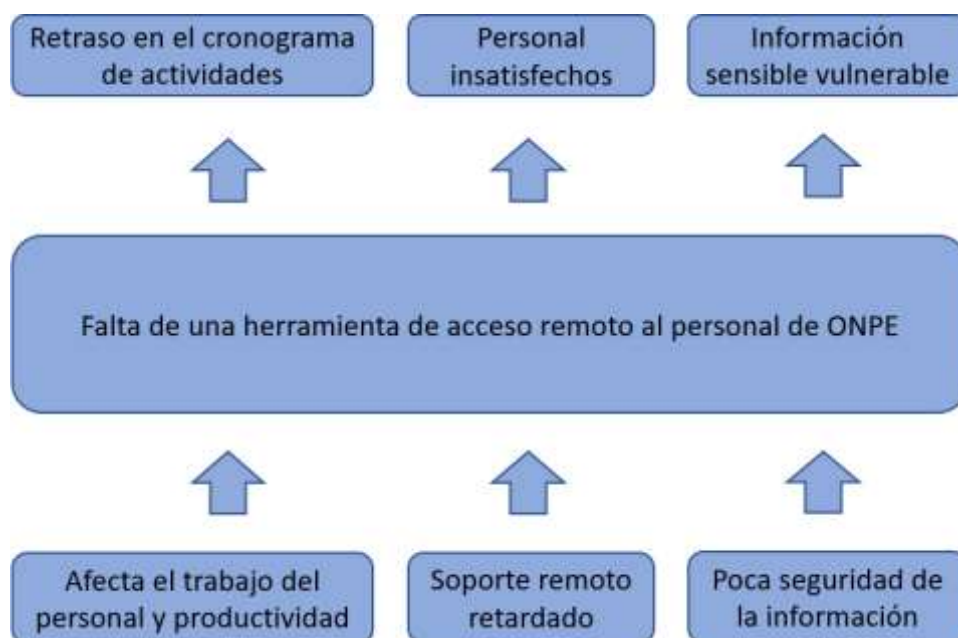 Retraso en el cronograma
de actividades
Personal
insatisfechos
Información
sensible vulnerable
Falta de una herramienta de acceso remoto al personal de ONPE
Afecta el trabajo del
personal y productividad
Soporte remoto
retardado
Poca seguridad de
la información